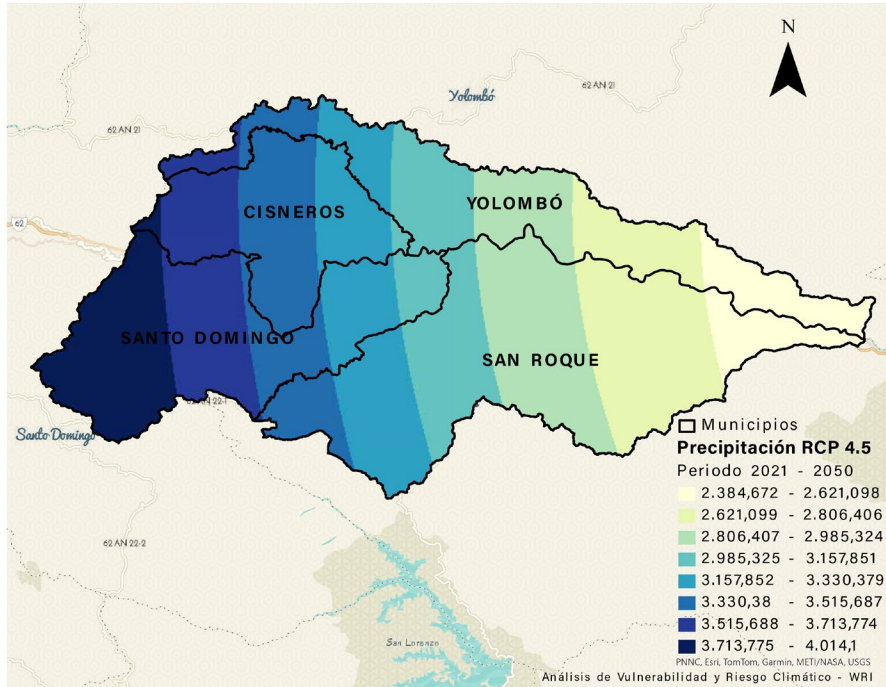 N
Yolombó
62 AN 21
62 AN 21
CISNEROS
YOLOMBÓ
62
SANTO DOMINGO
SAN ROQUE
62 AN 22-1
Santo Domingo
62 AN 22-2
San Lorenzo
Municipios
Precipitación RCP 4.5
Periodo 2021 - 2050
2.384,672 - 2.621,098
2.621,099 - 2.806,406
2.806,407 - 2.985,324
2.985,325 - 3.157,851
3.157,852 - 3.330,379
3.330,38 - 3.515,687
3.515,688 - 3.713,774
3.713,775 - 4.014,1
PNNC, Esri, TomTom, Garmin, METI/NASA, USGS
Análisis de Vulnerabilidad y Riesgo Climático - WRI